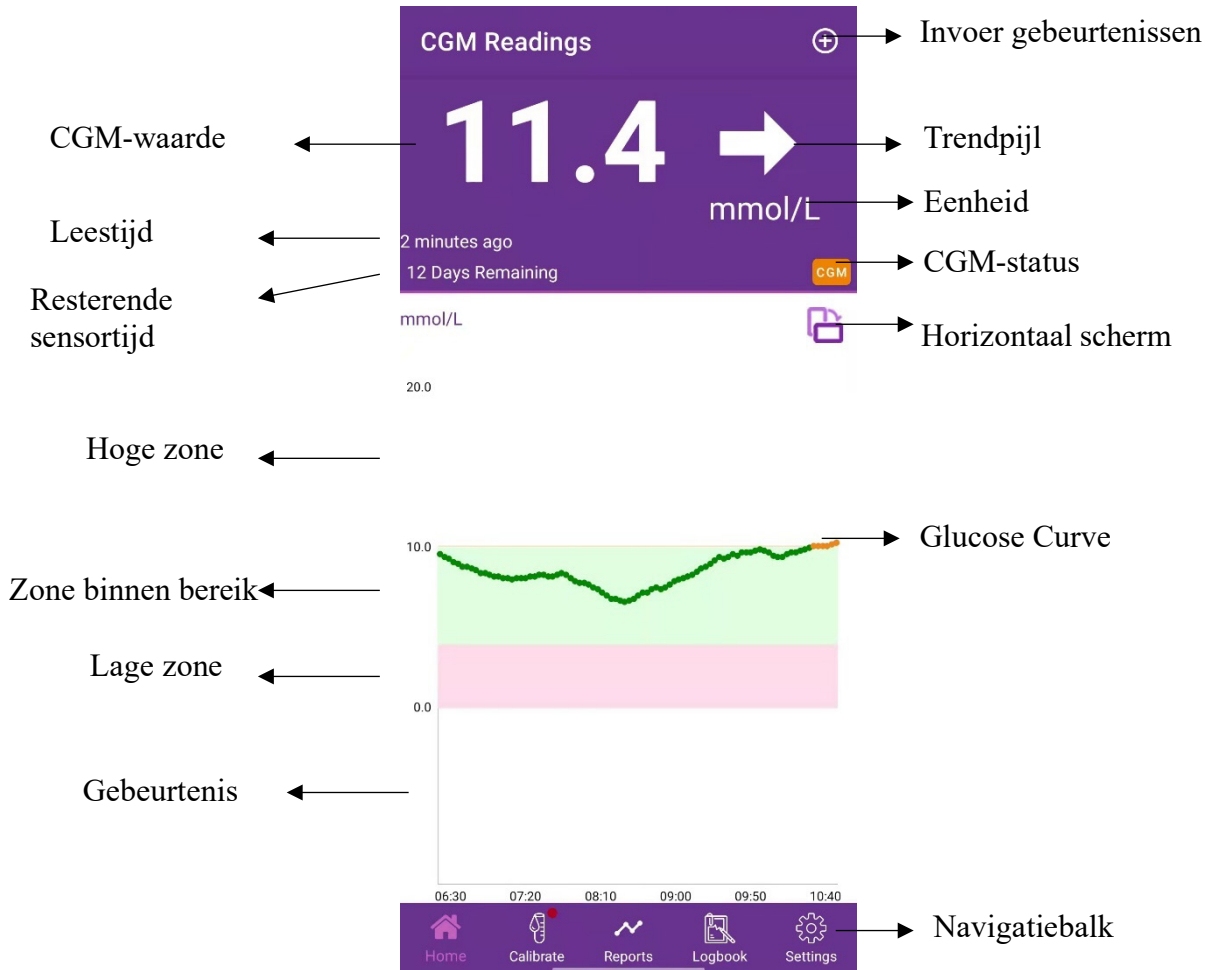 CGM Readings
Invoer gebeurtenissen
CGM-waarde
11.4
Trendpijl
mmol/L
Eenheid
Leestijd
2 minutes ago
12 Days Remaining
CGM
CGM-status
Resterende
sensortijd
mmol/L
Horizontaal scherm
20.0
Hoge zone
10.0
Glucose Curve
Zone binnen bereik
Lage zone
0.0
Gebeurtenis
06:30 07:20 08:10 09:00 09:50 10:40
Home Calibrate Reports Logbook Settings
Navigatiebalk